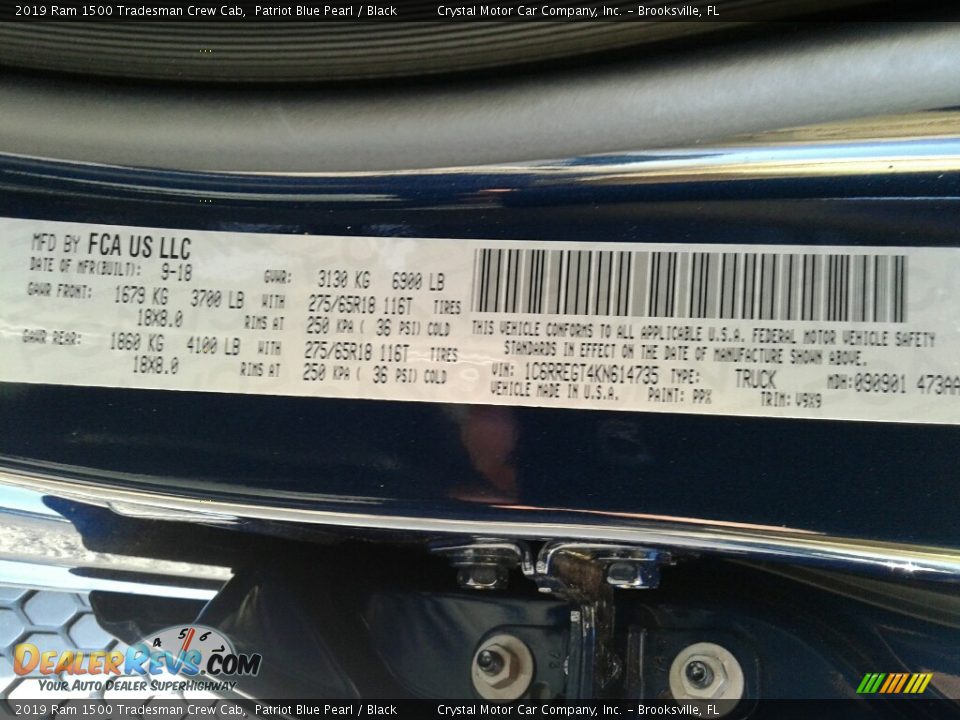 2019 Ram 1500 Tradesman Crew Cab, Patriot Blue Pearl / Black Crystal Motor Car Company, Inc. - Brooksville, FL
MFD BY FCA US LLC
DATE OF MFR(BUILT): 9-18 GVWR: 3130 KG 6900 LB
GAWR FRONT: 1679 KG 3700 LB WITH 275/65R18 116T TIRES
18X8.0 RIMS AT 250 KPA ( 36 PSI) COLD
GAWR REAR: 1860 KG 4100 LB WITH 275/65R18 116T TIRES
18X8.0 RIMS AT 250 KPA ( 36 PSI) COLD
THIS VEHICLE CONFORMS TO ALL APPLICABLE U.S.A. FEDERAL MOTOR VEHICLE SAFETY
STANDARDS IN EFFECT ON THE DATE OF MANUFACTURE SHOWN ABOVE.
VIN: 1C6RREGT4KN614735 TYPE: TRUCK MDH:090901 473AA
VEHICLE MADE IN U.S.A. PAINT: PPX TRIM: V9X9
4 5 6
DEALERREVS.COM
YOUR AUTO DEALER SUPERHIGHWAY
2019 Ram 1500 Tradesman Crew Cab, Patriot Blue Pearl / Black Crystal Motor Car Company, Inc. - Brooksville, FL